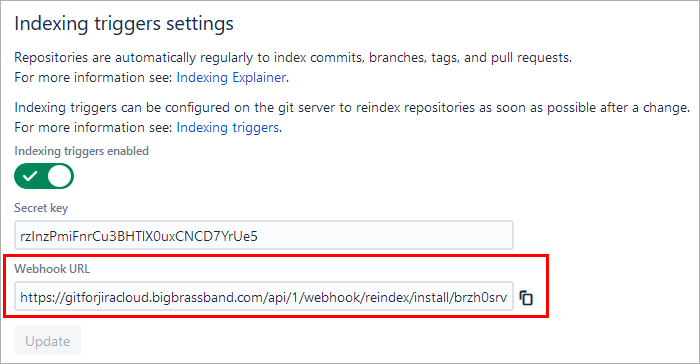 Indexing triggers settings
Repositories are automatically regularly to index commits, branches, tags, and pull requests.
For more information see: Indexing Explainer.
Indexing triggers can be configured on the git server to reindex repositories as soon as possible after a change.
For more information see: Indexing triggers.
Indexing triggers enabled
Secret key
rzInzPmiFnrCu3BHTlX0uxCNCD7YrUe5
Webhook URL
https://gitforjiracloud.bigbrassband.com/api/1/webhook/reindex/install/brzh0srv
Update